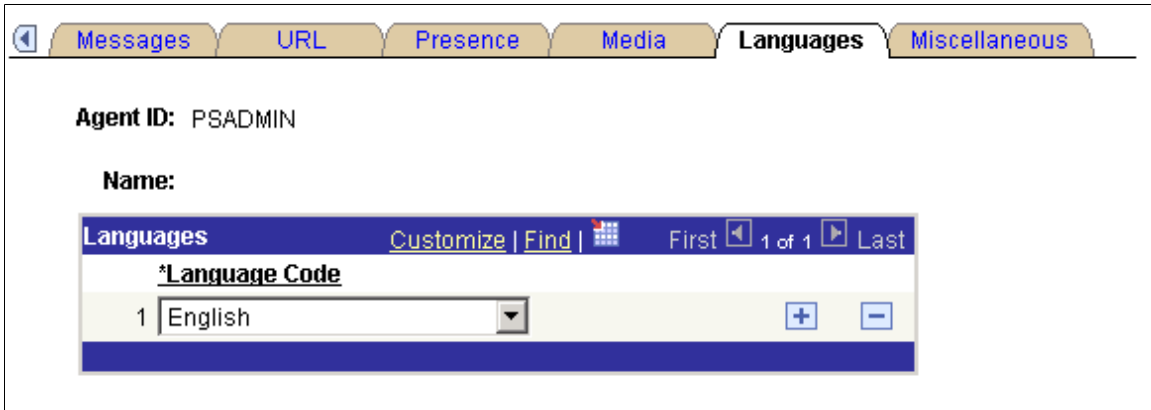 Messages URL Presence Media Languages Miscellaneous
Agent ID: PSADMIN
Name:
Languages Customize | Find | First 1 of 1 Last
*Language Code
1 English